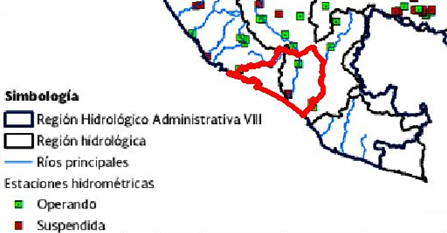 Simbología
Región Hidrológico Administrativa VIII
Región hidrológica
Ríos principales
Estaciones hidrométricas
Operando
Suspendida